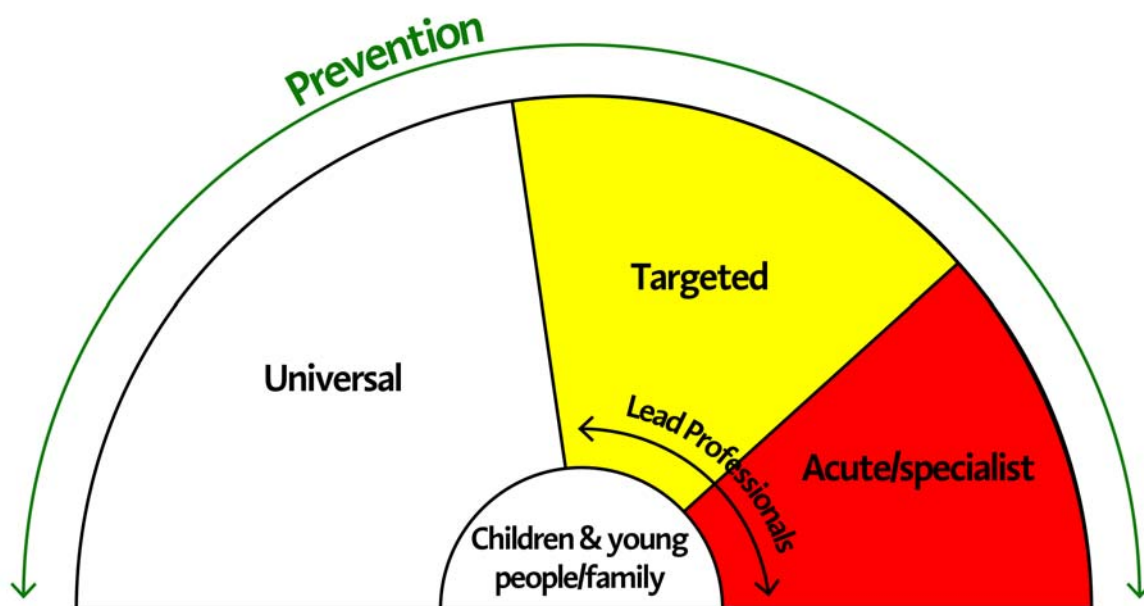 Prevention
Targeted
Universal
Lead Professionals
Acute/specialist
Children & young
people/family